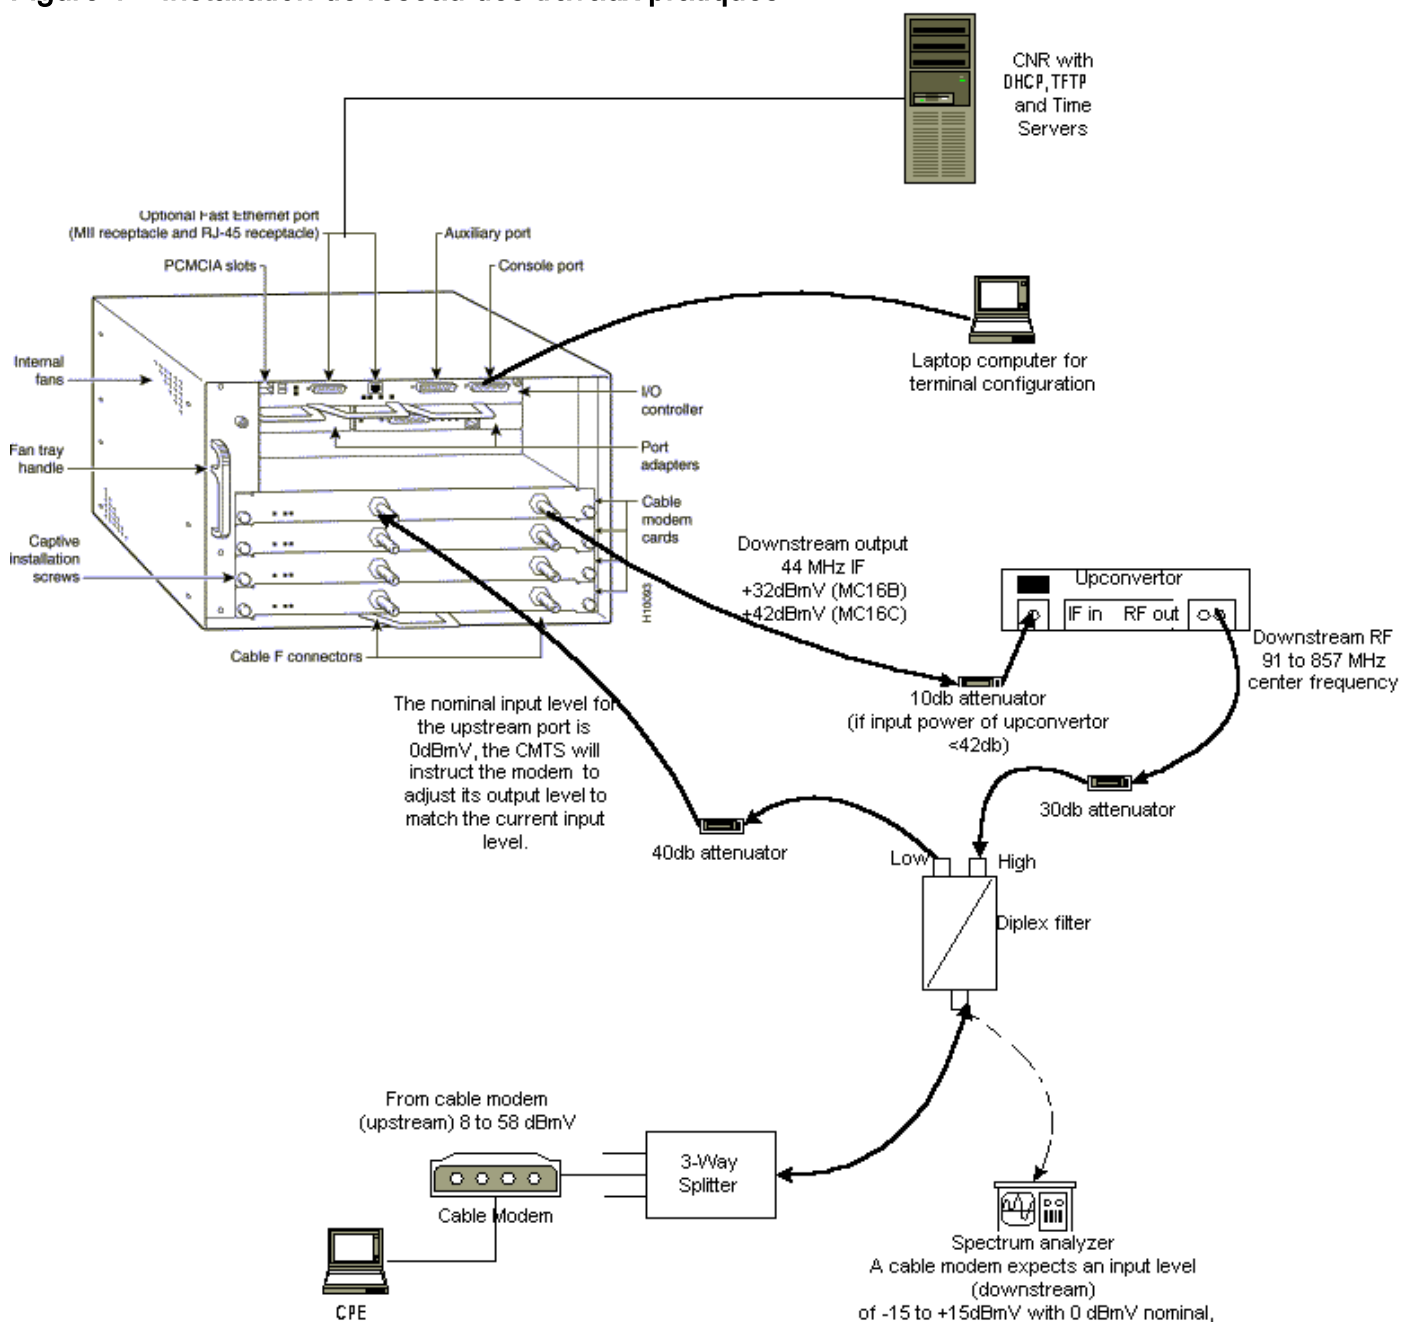 CNR with
DHCP,TFTP
and Time
Servers
Optional Fast Ethernet port
(MII receptacle and RJ-45 receptacle)
Auxiliary port
PCMCIA slots
Console port
Internal
fans
Laptop computer for
terminal configuration
I/O
controller
Fan tray
handle
Port
adapters
Cable
modem
cards
Captive
installation
screws
H10093
Cable F connectors
Downstream output
44 MHz IF
+32dBmV (MC16B)
+42dBmV (MC16C)
Upconvertor
IF in RF out
Downstream RF
91 to 857 MHz
center frequency
10db attenuator
(if input power of upconvertor
<42db)
The nominal input level for
the upstream port is
0dBmV, the CMTS will
instruct the modem to
adjust its output level to
match the current input
level.
30db attenuator
40db attenuator
Low
High
Diplex filter
From cable modem
(upstream) 8 to 58 dBmV
3-Way
Splitter
Cable Modem
CPE
Spectrum analyzer
A cable modem expects an input level
(downstream)
of -15 to +15dBmV with 0 dBmV nominal,